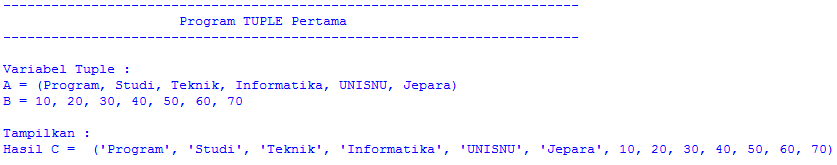 ------------------------------------------------------------------------
Program TUPLE Pertama
------------------------------------------------------------------------
Variabel Tuple :
A = (Program, Studi, Teknik, Informatika, UNISNU, Jepara)
B = 10, 20, 30, 40, 50, 60, 70
Tampilkan :
Hasil C =  ('Program', 'Studi', 'Teknik', 'Informatika', 'UNISNU', 'Jepara', 10, 20, 30, 40, 50, 60, 70)